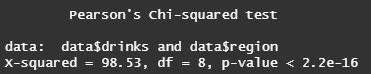 Pearson's Chi-squared test
data: data$drinks and data$region
X-squared = 98.53, df = 8, p-value < 2.2e-16